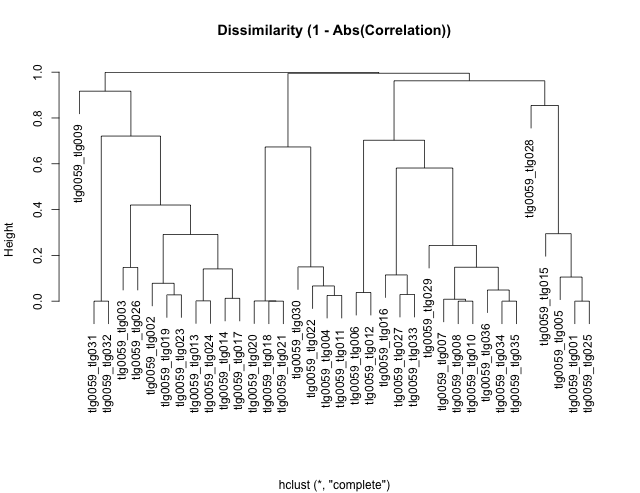 Dissimilarity (1 - Abs(Correlation))
Height
1.0
0.8
0.6
0.4
0.2
0.0
tlg0059_tlg009
tlg0059_tlg031
tlg0059_tlg032
tlg0059_tlg003
tlg0059_tlg026
tlg0059_tlg002
tlg0059_tlg019
tlg0059_tlg023
tlg0059_tlg013
tlg0059_tlg024
tlg0059_tlg014
tlg0059_tlg017
tlg0059_tlg020
tlg0059_tlg018
tlg0059_tlg021
tlg0059_tlg030
tlg0059_tlg022
tlg0059_tlg004
tlg0059_tlg011
tlg0059_tlg006
tlg0059_tlg012
tlg0059_tlg016
tlg0059_tlg027
tlg0059_tlg033
tlg0059_tlg029
tlg0059_tlg007
tlg0059_tlg008
tlg0059_tlg010
tlg0059_tlg036
tlg0059_tlg034
tlg0059_tlg035
tlg0059_tlg028
tlg0059_tlg015
tlg0059_tlg005
tlg0059_tlg001
tlg0059_tlg025
hclust (*, "complete")